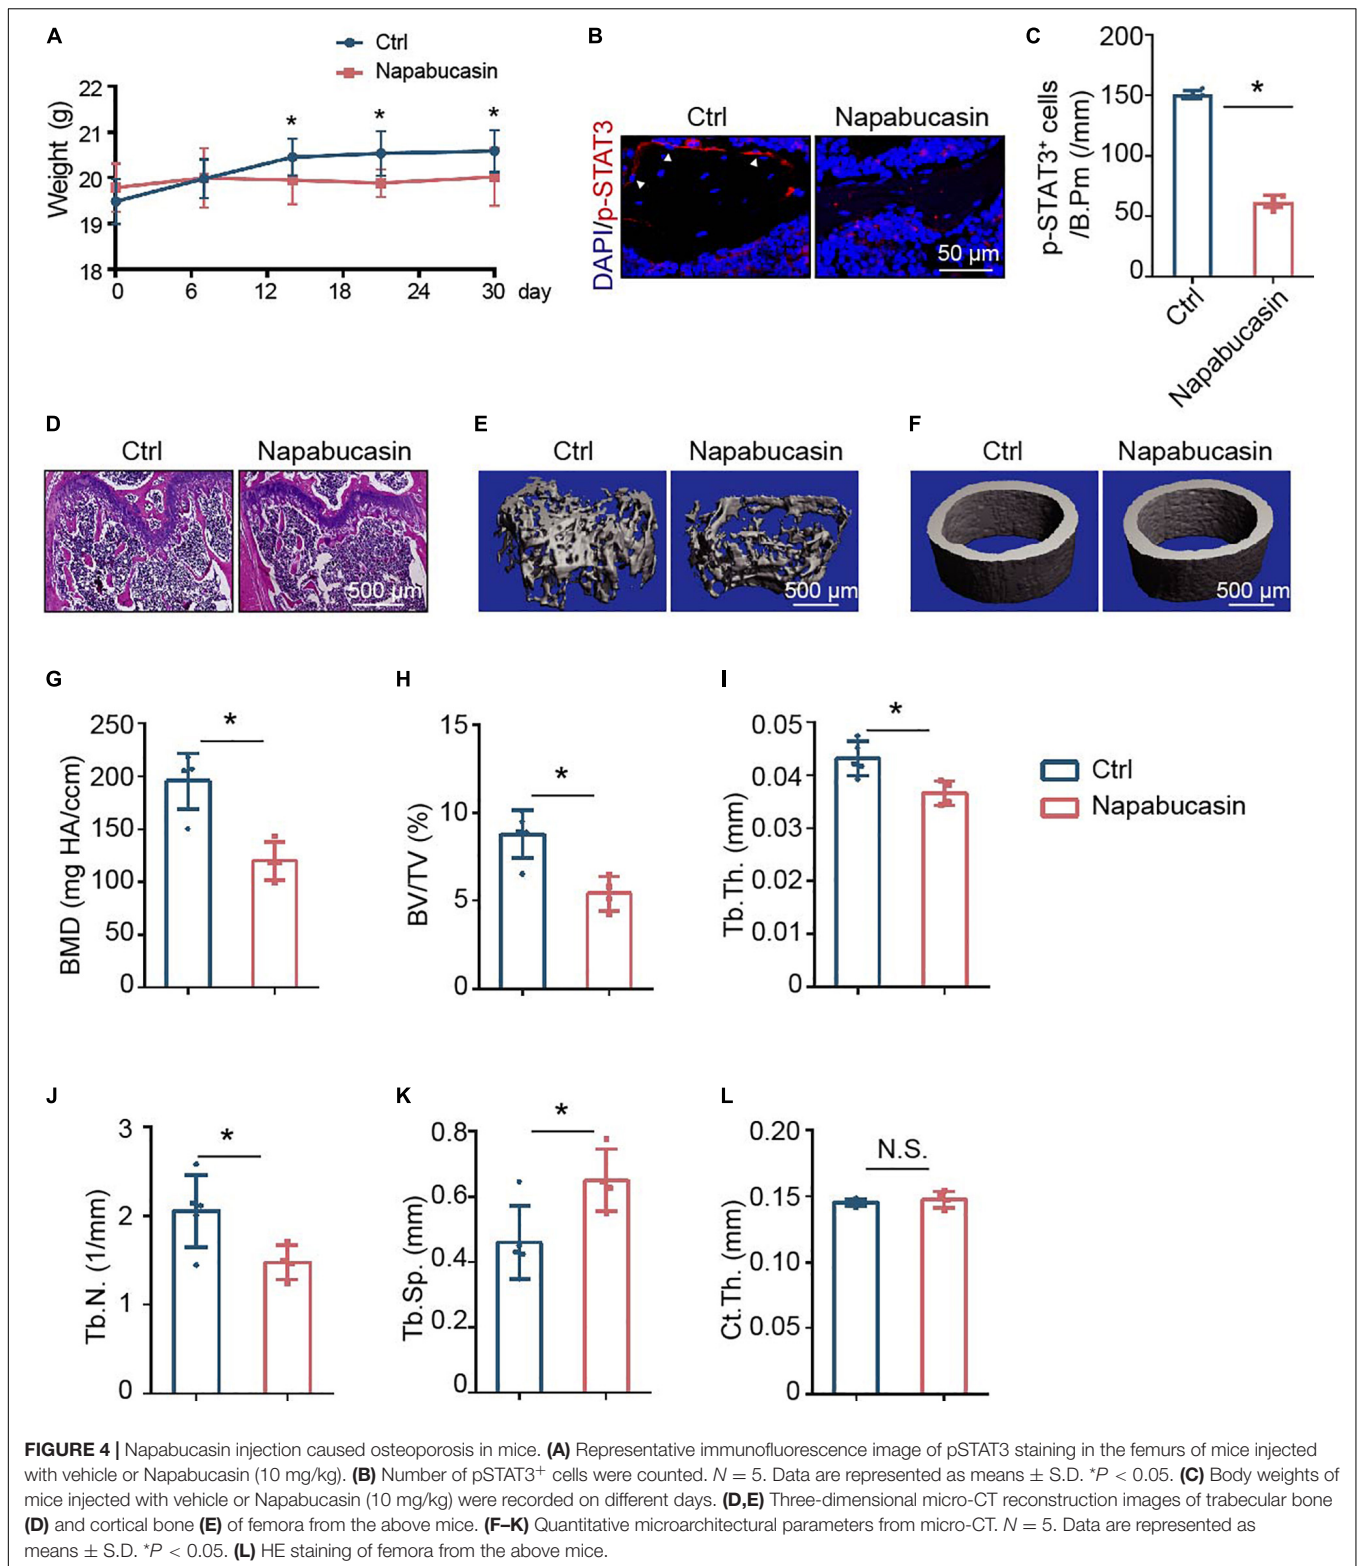 A
Ctrl
Napabucasin
Weight (g)
22
21
20
19
18
* * *
0 6 12 18 24 30 day
B
Ctrl Napabucasin
DAPI/p-STAT3
50 µm
C
p-STAT3+ cells
/B.Pm (/mm)
200
150
100
50
0
*
Ctrl
Napabucasin
D
Ctrl Napabucasin
500 µm
E
Ctrl Napabucasin
500 µm
F
Ctrl Napabucasin
500 µm
G
BMD (mg HA/ccm)
250
200
150
100
50
0
*
H
BV/TV (%)
15
10
5
0
*
I
Tb.Th. (mm)
0.05
0.04
0.03
0.02
0.01
0
*
Ctrl
Napabucasin
J
Tb.N. (1/mm)
3
2
1
0
*
K
Tb.Sp. (mm)
0.8
0.6
0.4
0.2
0
*
L
Ct.Th. (mm)
0.20
0.15
0.10
0.05
0
N.S.
FIGURE 4 | Napabucasin injection caused osteoporosis in mice. (A) Representative immunofluorescence image of pSTAT3 staining in the femurs of mice injected
with vehicle or Napabucasin (10 mg/kg). (B) Number of pSTAT3+ cells were counted. N = 5. Data are represented as means ± S.D. *P < 0.05. (C) Body weights of
mice injected with vehicle or Napabucasin (10 mg/kg) were recorded on different days. (D,E) Three-dimensional micro-CT reconstruction images of trabecular bone
(D) and cortical bone (E) of femora from the above mice. (F–K) Quantitative microarchitectural parameters from micro-CT. N = 5. Data are represented as
means ± S.D. *P < 0.05. (L) HE staining of femora from the above mice.